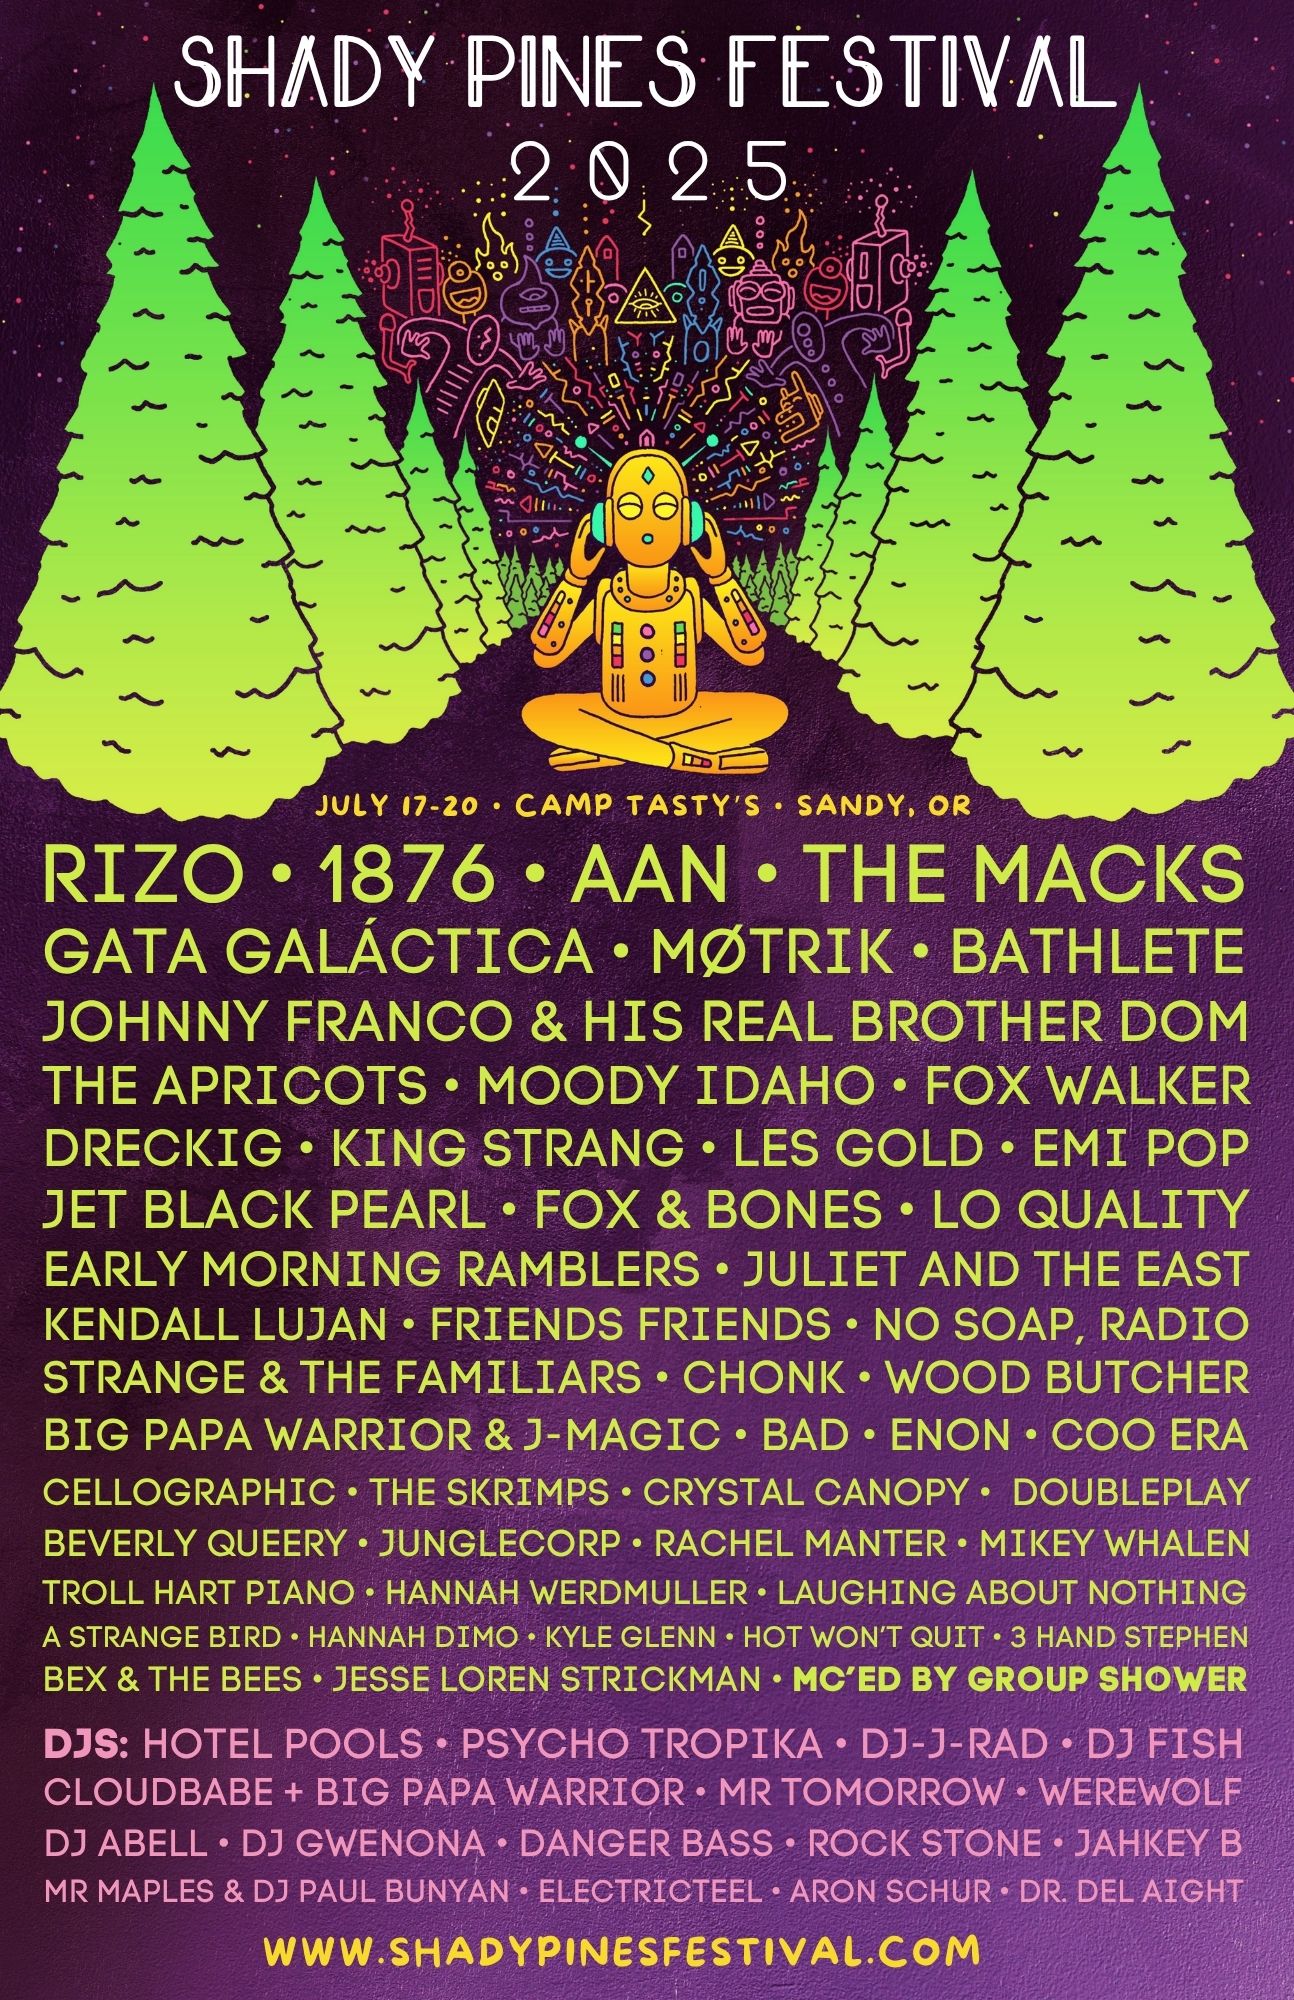 SHADY PINES FESTIVAL
2025
JULY 17-20 • CAMP TASTY'S • SANDY, OR
RIZO • 1876 • AAN • THE MACKS
GATA GALÁCTICA • MØTRIK • BATHLETE
JOHNNY FRANCO & HIS REAL BROTHER DOM
THE APRICOTS • MOODY IDAHO • FOX WALKER
DRECKIG • KING STRANG • LES GOLD • EMI POP
JET BLACK PEARL • FOX & BONES • LO QUALITY
EARLY MORNING RAMBLERS • JULIET AND THE EAST
KENDALL LUJAN • FRIENDS FRIENDS • NO SOAP, RADIO
STRANGE & THE FAMILIARS • CHONK • WOOD BUTCHER
BIG PAPA WARRIOR & J-MAGIC • BAD • ENON • COO ERA
CELLOGRAPHIC • THE SKRIMPS • CRYSTAL CANOPY • DOUBLEPLAY
BEVERLY QUEERY • JUNGLECORP • RACHEL MANTER • MIKEY WHALEN
TROLL HART PIANO • HANNAH WERDMULLER • LAUGHING ABOUT NOTHING
A STRANGE BIRD • HANNAH DIMO • KYLE GLENN • HOT WON'T QUIT • 3 HAND STEPHEN
BEX & THE BEES • JESSE LOREN STRICKMAN • MC'ED BY GROUP SHOWER
DJS: HOTEL POOLS • PSYCHO TROPIKA • DJ-J-RAD • DJ FISH
CLOUDBABE + BIG PAPA WARRIOR • MR TOMORROW • WEREWOLF
DJ ABELL • DJ GWENONA • DANGER BASS • ROCK STONE • JAHKEY B
MR MAPLES & DJ PAUL BUNYAN • ELECTRICTEEL • ARON SCHUR • DR. DEL AIGHT
WWW.SHADYPINESFESTIVAL.COM